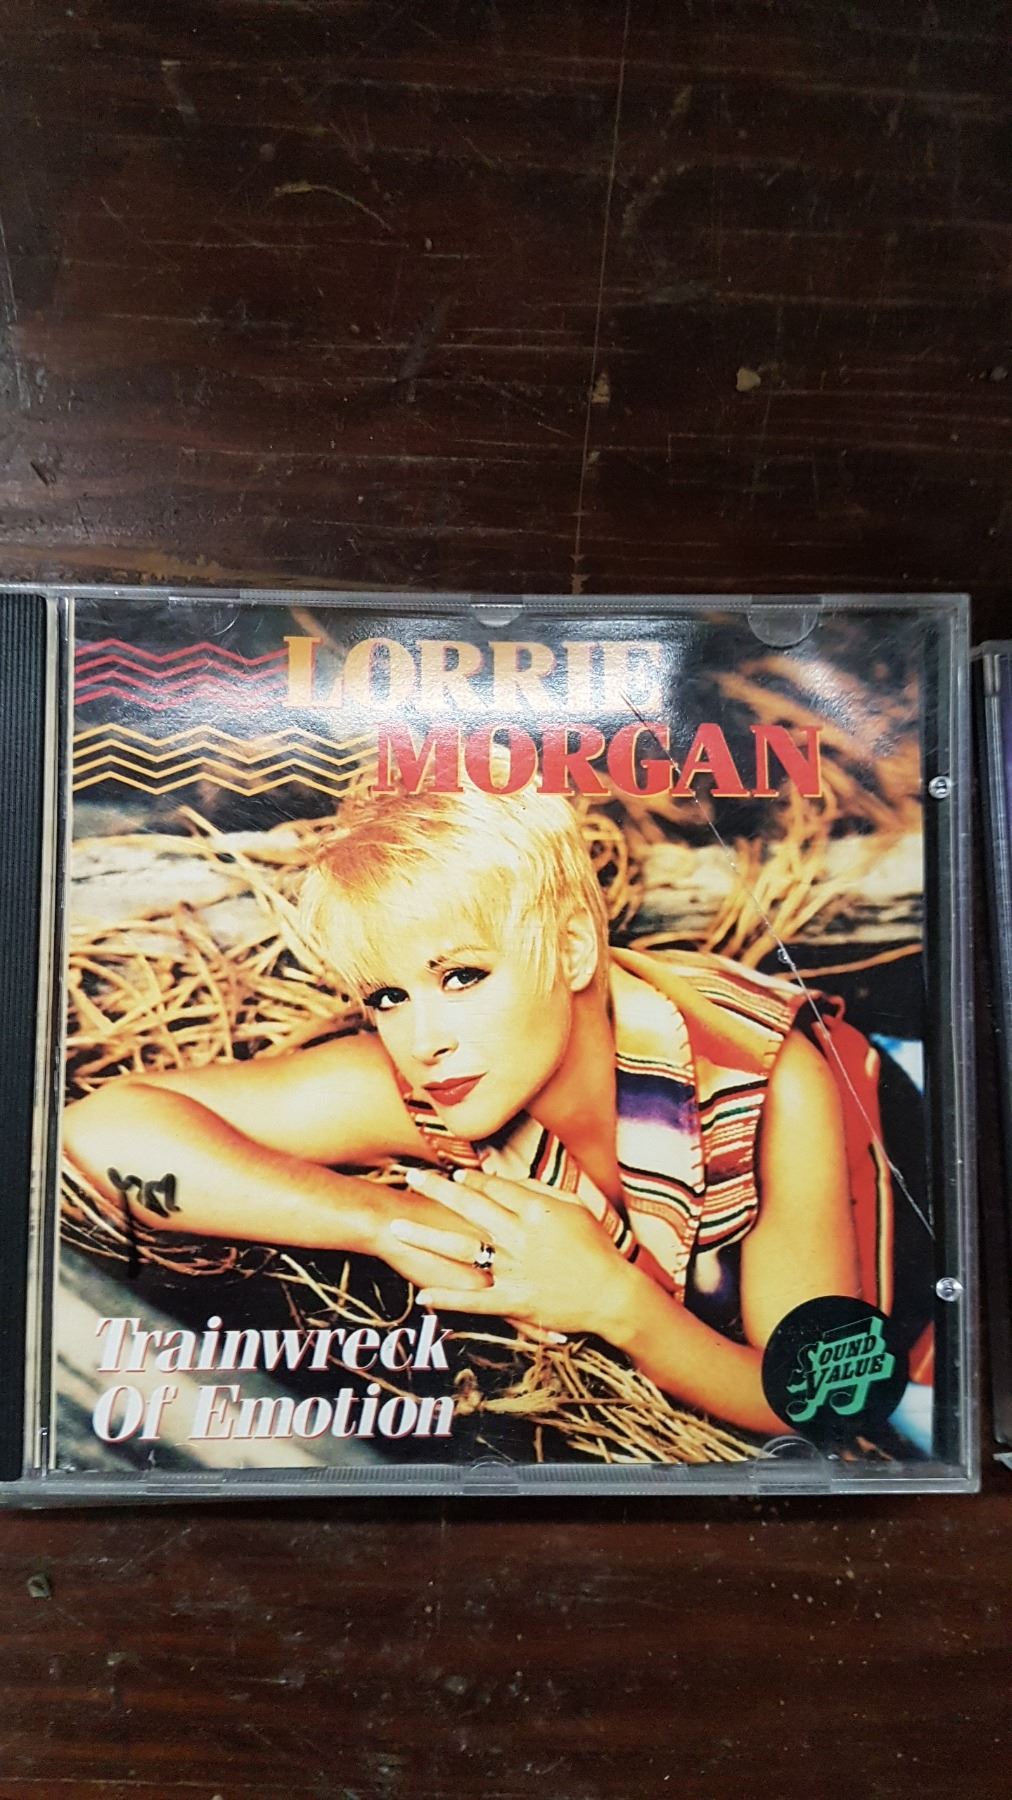 LORRIE
MORGAN
Trainwreck
Of Emotion
SOUND
VALUE